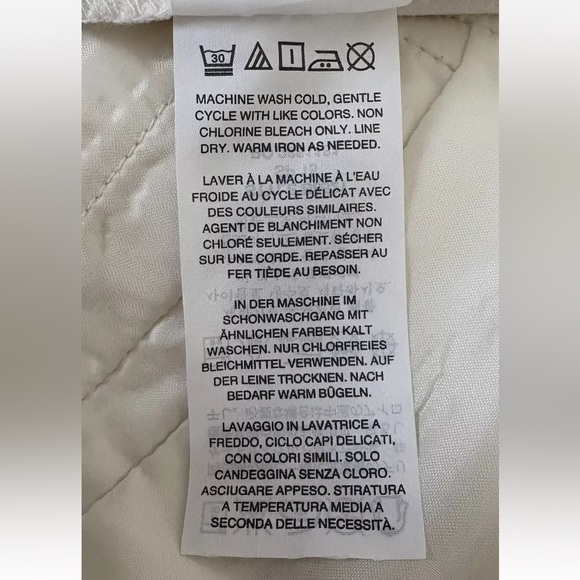 30
MACHINE WASH COLD, GENTLE
CYCLE WITH LIKE COLORS. NON
CHLORINE BLEACH ONLY. LINE
DRY. WARM IRON AS NEEDED.
LAVER À LA MACHINE À L'EAU
FROIDE AU CYCLE DÉLICAT AVEC
DES COULEURS SIMILAIRES.
AGENT DE BLANCHIMENT NON
CHLORÉ SEULEMENT. SÉCHER
SUR UNE CORDE. REPASSER AU
FER TIÈDE AU BESOIN.
IN DER MASCHINE IM
SCHONWASCHGANG MIT
ÄHNLICHEN FARBEN KALT
WASCHEN. NUR CHLORFREIES
BLEICHMITTEL VERWENDEN. AUF
DER LEINE TROCKNEN. NACH
BEDARF WARM BÜGELN.
LAVAGGIO IN LAVATRICE A
FREDDO, CICLO CAPI DELICATI,
CON COLORI SIMILI. SOLO
CANDEGGINA SENZA CLORO.
ASCIUGARE APPESO. STIRATURA
A TEMPERATURA MEDIA A
SECONDA DELLE NECESSITÀ.